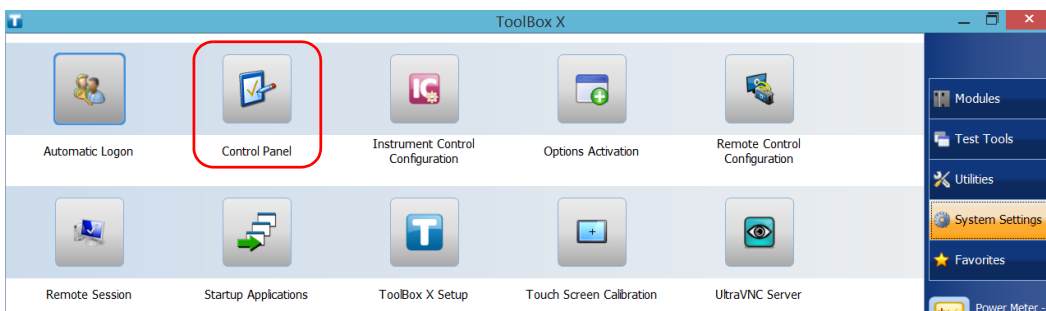 ToolBox X
Automatic Logon
Control Panel
Instrument Control
Configuration
Options Activation
Remote Control
Configuration
Remote Session
Startup Applications
ToolBox X Setup
Touch Screen Calibration
UltraVNC Server
Modules
Test Tools
Utilities
System Settings
Favorites
Power Meter -